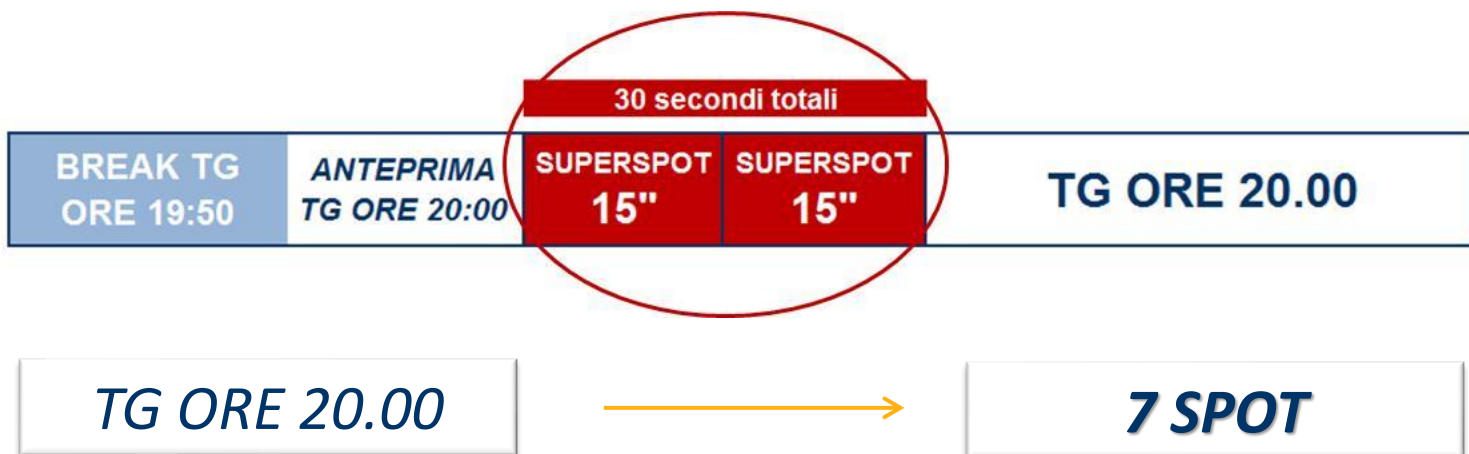 30 secondi totali
BREAK TG
ORE 19:50
ANTEPRIMA
TG ORE 20:00
SUPERSPOT
15"
SUPERSPOT
15"
TG ORE 20.00
TG ORE 20.00
7 SPOT